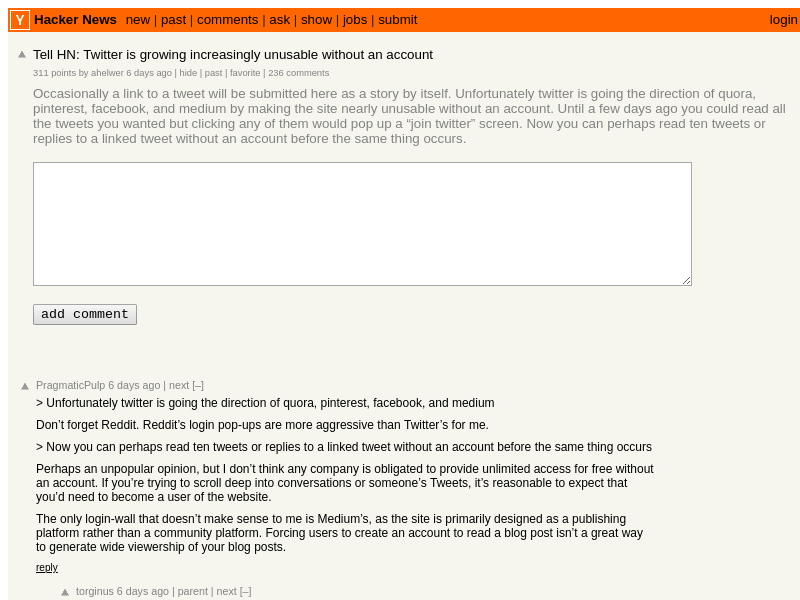 Y Hacker News new | past | comments | ask | show | jobs | submit login
Tell HN: Twitter is growing increasingly unusable without an account
311 points by ahelwer 6 days ago | hide | past | favorite | 236 comments
Occasionally a link to a tweet will be submitted here as a story by itself. Unfortunately twitter is going the direction of quora,
pinterest, facebook, and medium by making the site nearly unusable without an account. Until a few days ago you could read all
the tweets you wanted but clicking any of them would pop up a “join twitter” screen. Now you can perhaps read ten tweets or
replies to a linked tweet without an account before the same thing occurs.
add comment
PragmaticPulp 6 days ago | next [–]
> Unfortunately twitter is going the direction of quora, pinterest, facebook, and medium
Don’t forget Reddit. Reddit’s login pop-ups are more aggressive than Twitter’s for me.
> Now you can perhaps read ten tweets or replies to a linked tweet without an account before the same thing occurs
Perhaps an unpopular opinion, but I don’t think any company is obligated to provide unlimited access for free without
an account. If you’re trying to scroll deep into conversations or someone’s Tweets, it’s reasonable to expect that
you’d need to become a user of the website.
The only login-wall that doesn’t make sense to me is Medium’s, as the site is primarily designed as a publishing
platform rather than a community platform. Forcing users to create an account to read a blog post isn’t a great way
to generate wide viewership of your blog posts.
reply
torginus 6 days ago | parent | next [–]